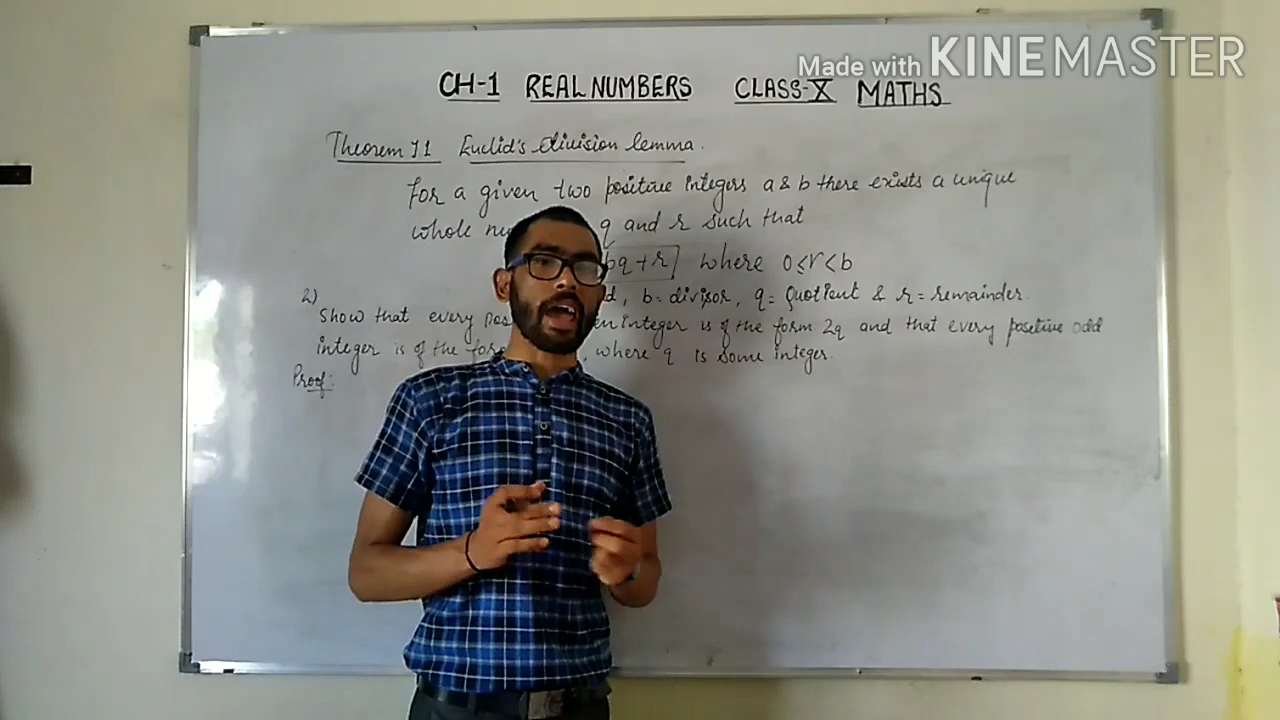 Made with KINEMASTER
CH-1 REAL NUMBERS CLASS-X MATHS
Theorem 1.1 Euclid's division lemma.
for a given two positive integers a & b there exists a unique
whole q and r such that
bq + r where 0 ≤ r < b
, b = divisor, q = Quotient & r = remainder.
2)
Show that every integer is of the form 2q and that every positive odd
integer is of the , where q is some integer.
Proof: